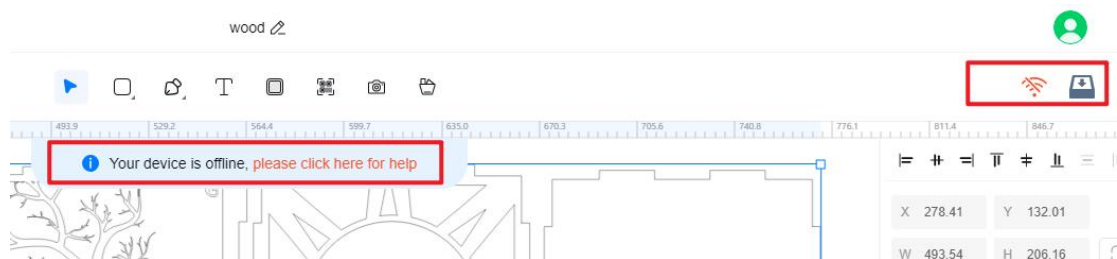 wood
493.9 529.2 564.4 599.7 635.0 670.3 705.6 740.8 776.1 811.4 846.7
Your device is offline, please click here for help
X 278.41 Y 132.01
W 493.54 H 206.16